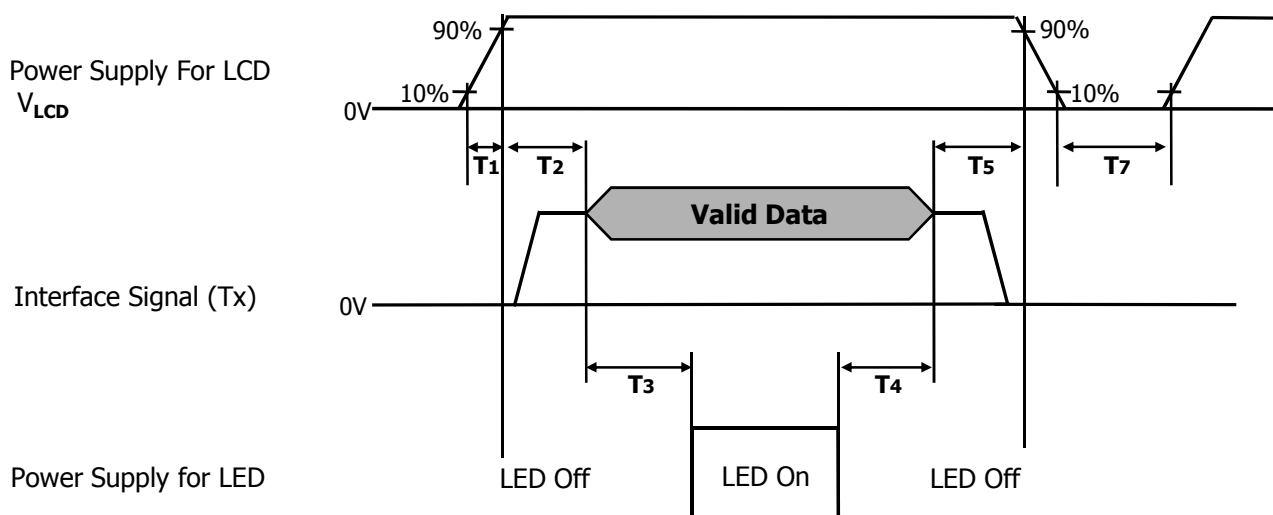 90%
90%
Power Supply For LCD
VLCD
10%
10%
0V
T1
T2
T5
T7
Valid Data
Interface Signal (Tx)
0V
T3
T4
Power Supply for LED
LED Off
LED On
LED Off